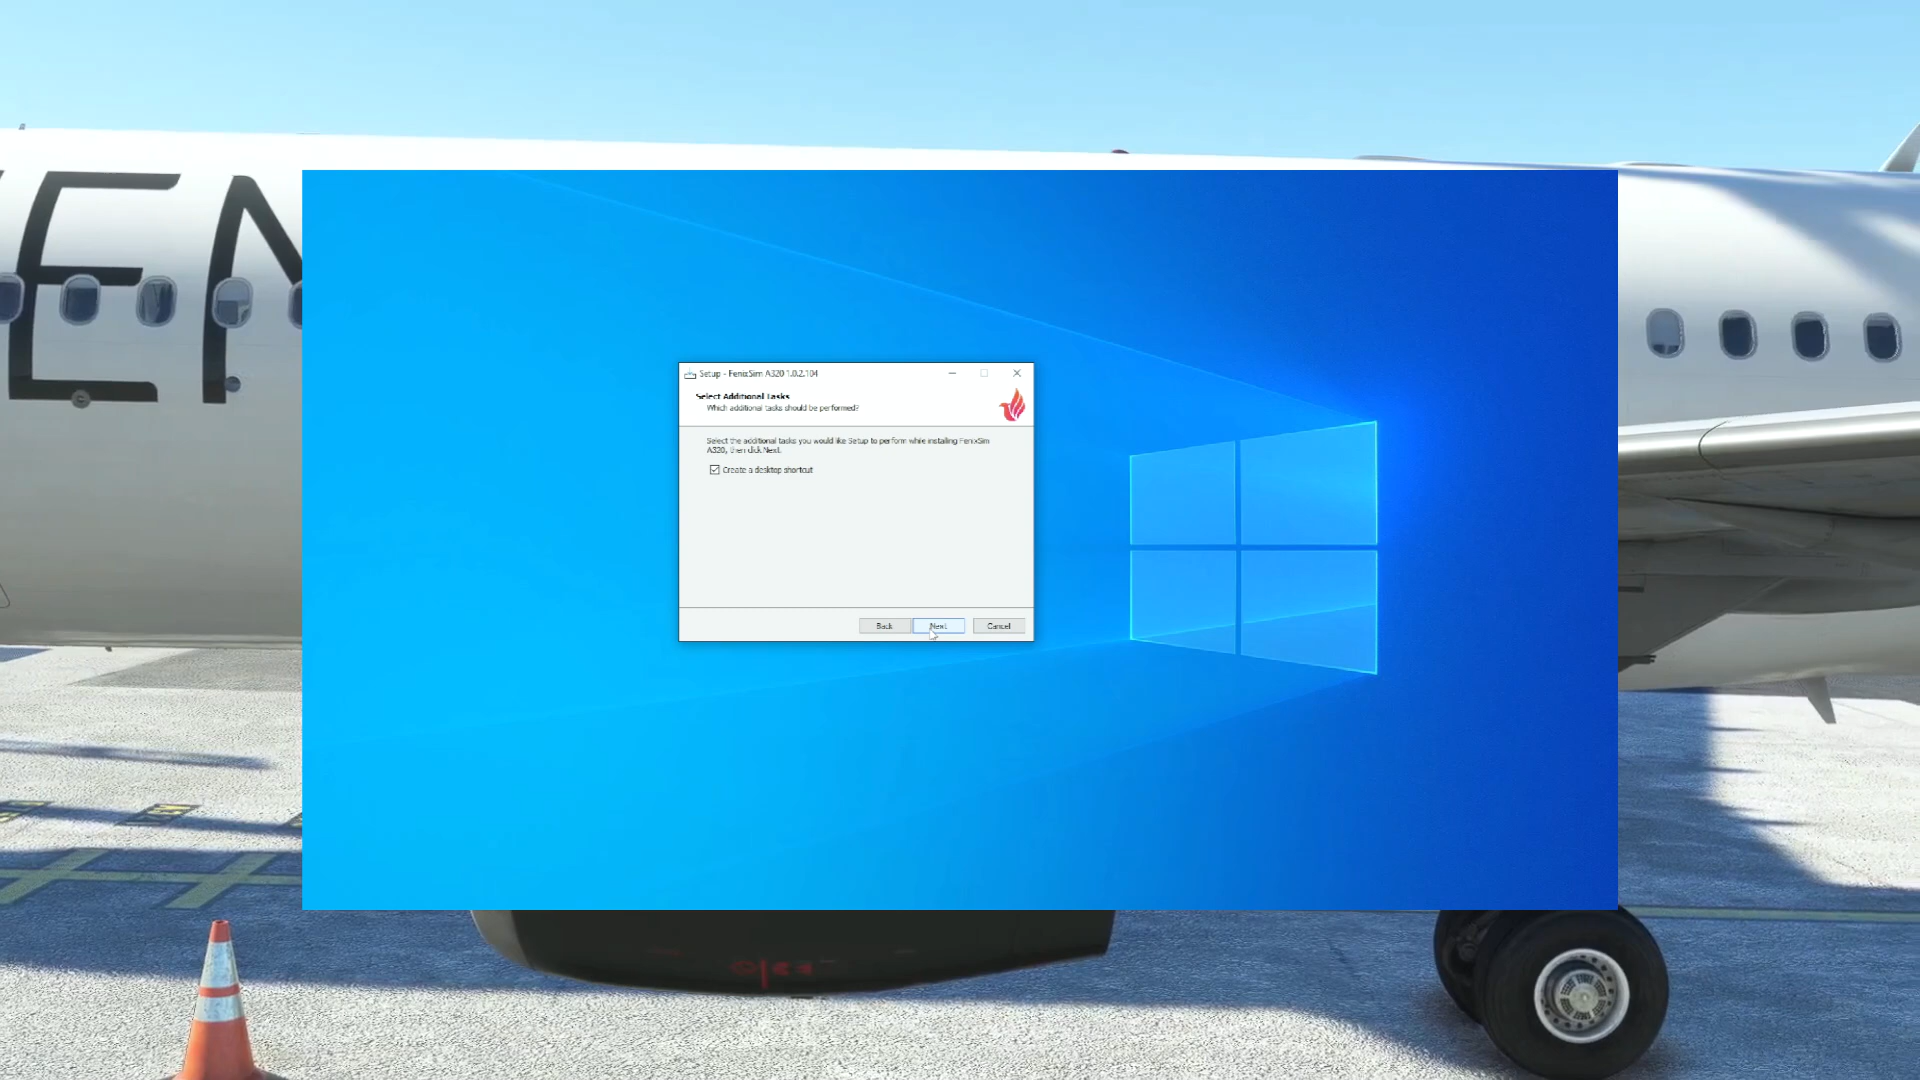 EN
Setup - FenixSim A320 1.0.2.104
Select Additional Tasks
Which additional tasks should be performed?
Select the additional tasks you would like Setup to perform while installing FenixSim
A320, then click Next.
Create a desktop shortcut
Back
Next
Cancel